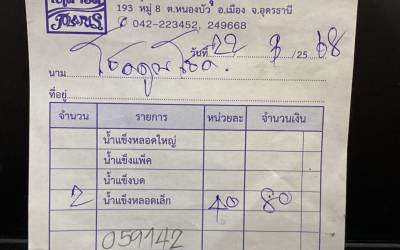 193 หมู่ 8 ต.หนองบัว อ.เมือง จ.อุดรธานี
042-223452, 249668
วันที่ 22 / 25 68
นาม
ที่อยู่
จำนวน รายการ หน่วยละ จำนวนเงิน
น้ำแข็งหลอดใหญ่
น้ำแข็งแพ็ค
น้ำแข็งบด
2 น้ำแข็งหลอดเล็ก 40 80
059142